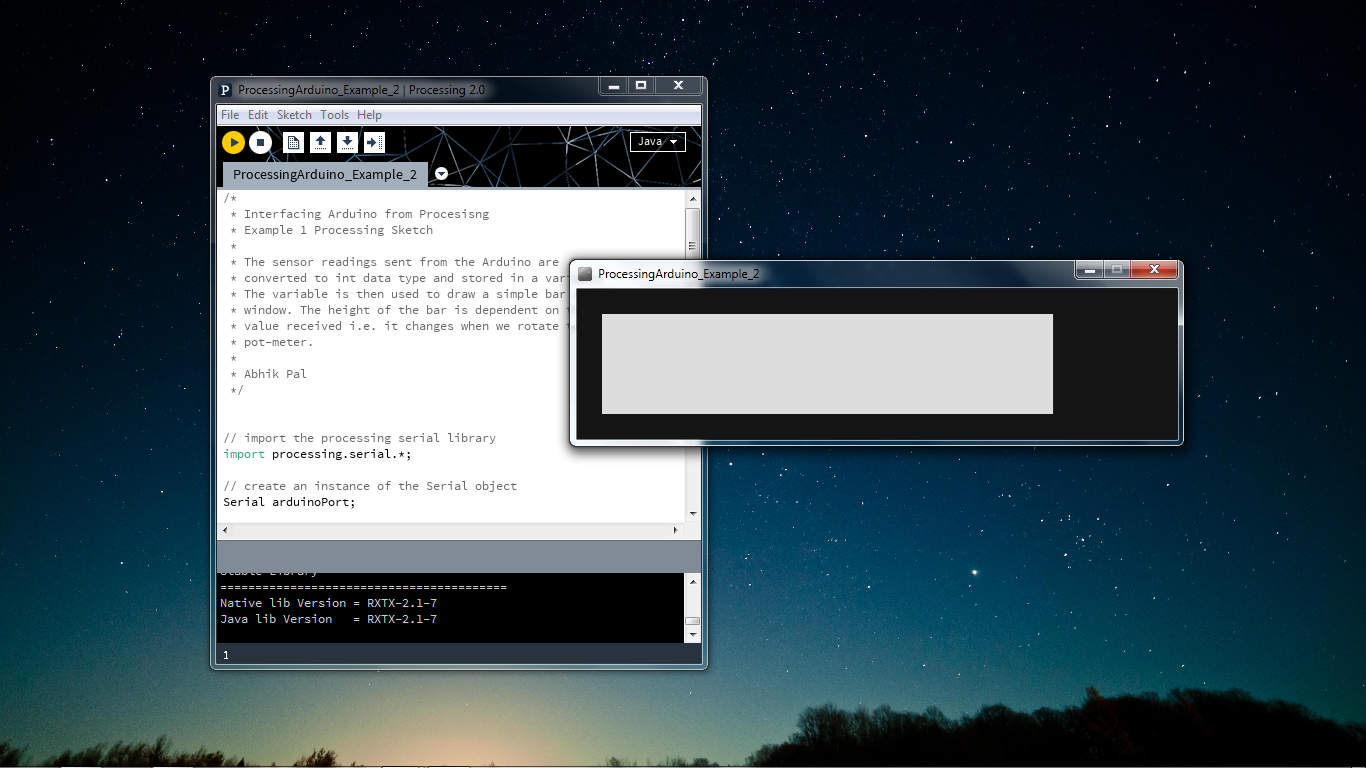 ProcessingArduino_Example_2 | Processing 2.0
File Edit Sketch Tools Help
Java
ProcessingArduino_Example_2
/*
 * Interfacing Arduino from Procesisng
 * Example 1 Processing Sketch
 *
 * The sensor readings sent from the Arduino are
 * converted to int data type and stored in a var
 * The variable is then used to draw a simple bar
 * window. The height of the bar is dependent on
 * value received i.e. it changes when we rotate
 * pot-meter.
 *
 * Abhik Pal
 */
// import the processing serial library
import processing.serial.*;
// create an instance of the Serial object
Serial arduinoPort;
Stable Library
=========================================
Native lib Version = RXTX-2.1-7
Java lib Version   = RXTX-2.1-7
1
ProcessingArduino_Example_2